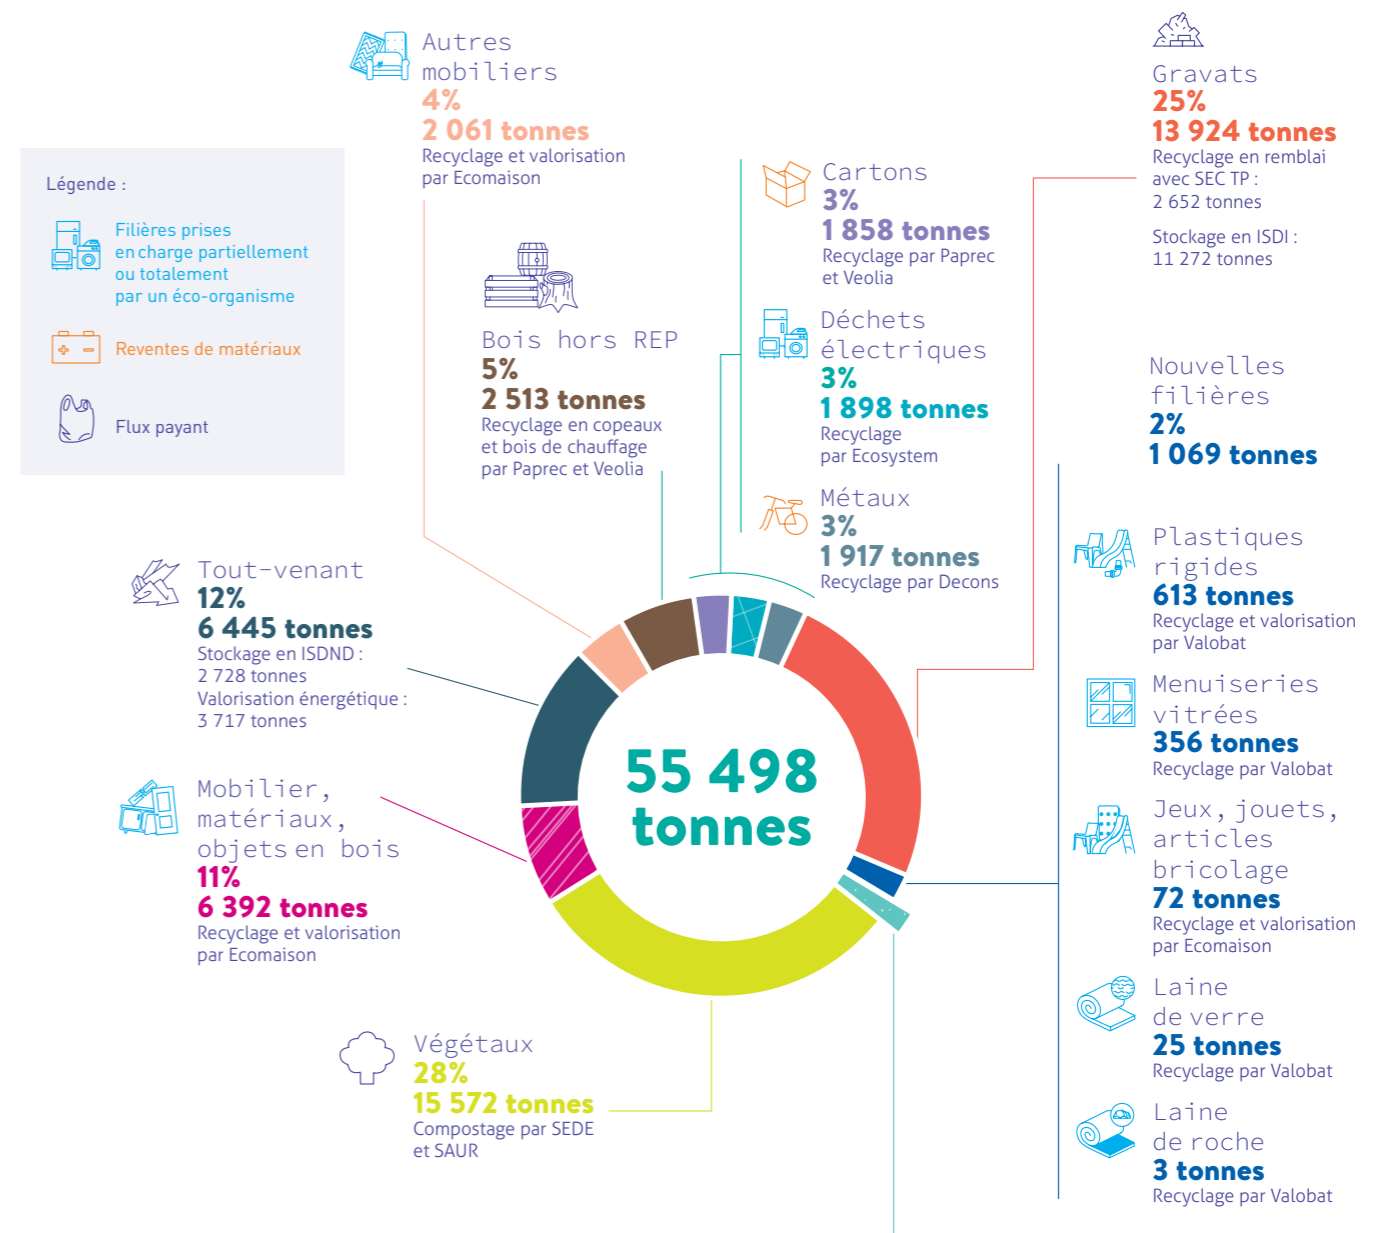 Autres
mobiliers
4%
2 061 tonnes
Recyclage et valorisation
par Ecomaison
Légende :
Filières prises
en charge partiellement
ou totalement
par un éco-organisme
Reventes de matériaux
Flux payant
Bois hors REP
5%
2 513 tonnes
Recyclage en copeaux
et bois de chauffage
par Paprec et Veolia
Cartons
3%
1 858 tonnes
Recyclage par Paprec
et Veolia
Déchets
électriques
3%
1 898 tonnes
Recyclage
par Ecosystem
Métaux
3%
1 917 tonnes
Recyclage par Decons
Gravats
25%
13 924 tonnes
Recyclage en remblai
avec SEC TP :
2 652 tonnes
Stockage en ISDI :
11 272 tonnes
Nouvelles
filières
2%
1 069 tonnes
Plastiques
rigides
613 tonnes
Recyclage et valorisation
par Valobat
Menuiseries
vitrées
356 tonnes
Recyclage par Valobat
Jeux, jouets,
articles
bricolage
72 tonnes
Recyclage et valorisation
par Ecomaison
Laine
de verre
25 tonnes
Recyclage par Valobat
Laine
de roche
3 tonnes
Recyclage par Valobat
Tout-venant
12%
6 445 tonnes
Stockage en ISDND :
2 728 tonnes
Valorisation énergétique :
3 717 tonnes
Mobilier,
matériaux,
objets en bois
11%
6 392 tonnes
Recyclage et valorisation
par Ecomaison
55 498
tonnes
Végétaux
28%
15 572 tonnes
Compostage par SEDE
et SAUR